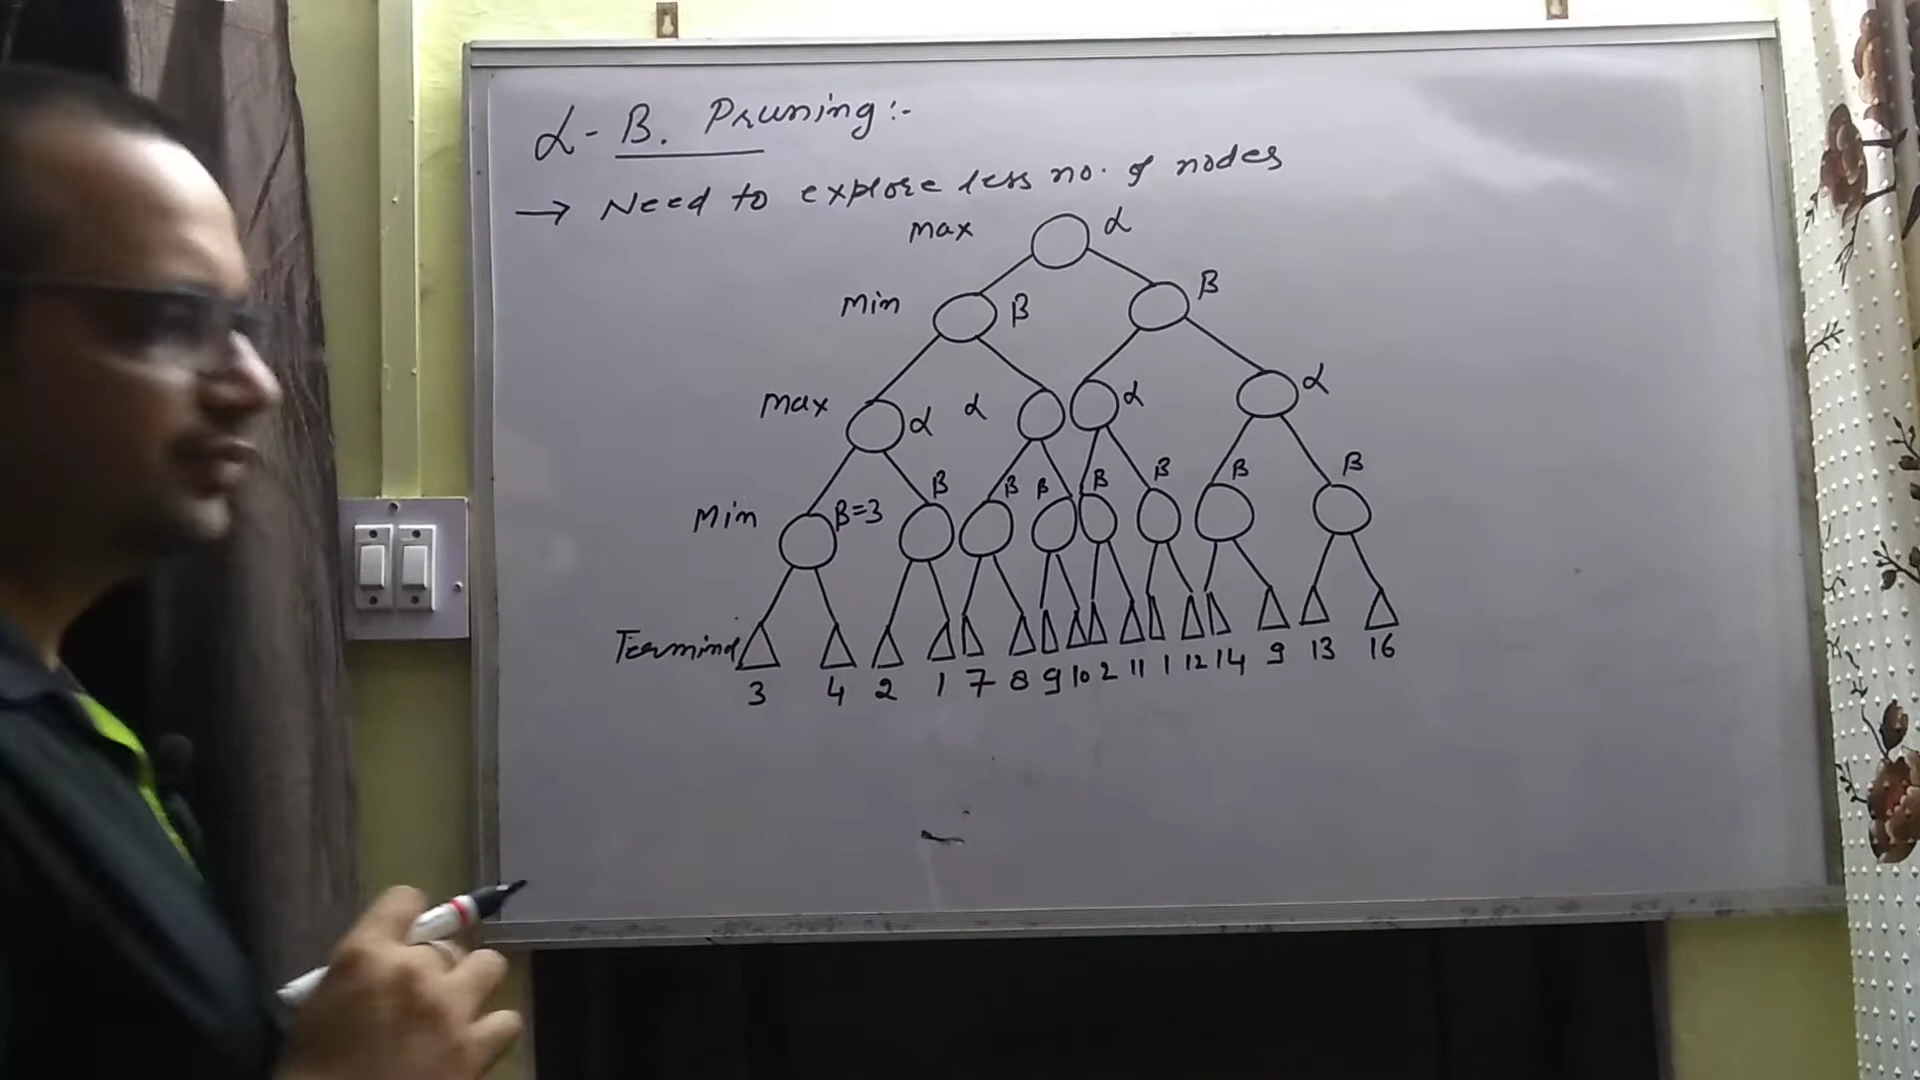 α - B. Pruning :-
→ Need to explore less no. of nodes
Max α
Min β β
Max α α α α
Min β=3 β β β β β β β
Terminal
3 4 2 1 7 8 9 10 2 11 1 12 14 9 13 16